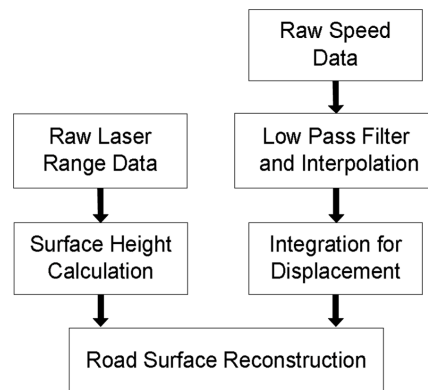 Raw Speed
Data
Raw Laser
Range Data
Low Pass Filter
and Interpolation
Surface Height
Calculation
Integration for
Displacement
Road Surface Reconstruction